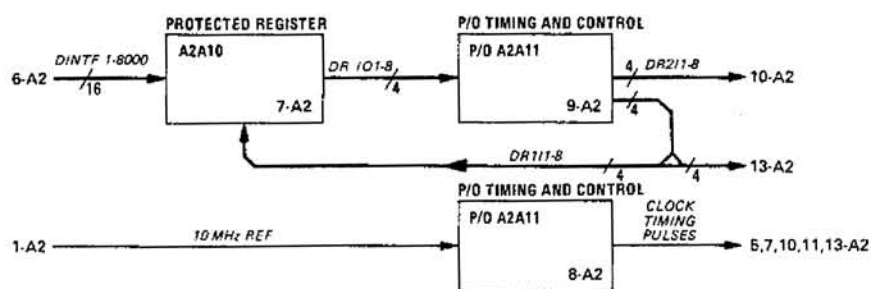 PROTECTED REGISTER
A2A10
7-A2
P/O TIMING AND CONTROL
P/O A2A11
9-A2
6-A2
DINTF 1-8000
16
DR IO1-8
4
4
DR2I1-8
10-A2
4
DR1I1-8
4
4
13-A2
P/O TIMING AND CONTROL
P/O A2A11
8-A2
1-A2
10 MHz REF
CLOCK
TIMING
PULSES
5,7,10,11,13-A2